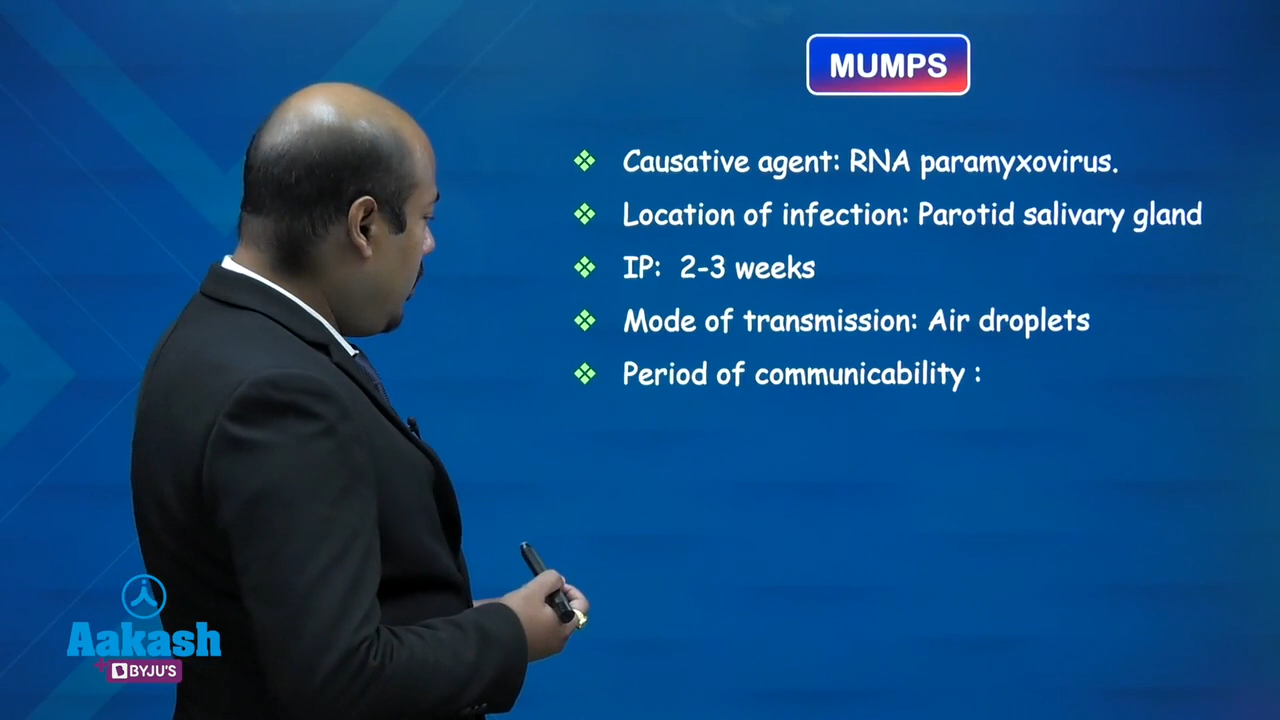 MUMPS
Causative agent: RNA paramyxovirus.
Location of infection: Parotid salivary gland
IP: 2-3 weeks
Mode of transmission: Air droplets
Period of communicability :
Aakash
+ BYJU'S